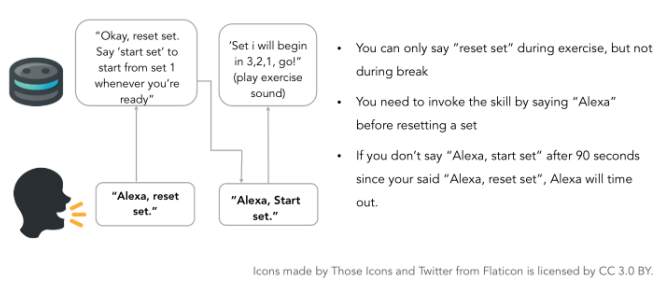 "Okay, reset set.
Say 'start set' to
start from set 1
whenever you're
ready"
'Set i will begin
in 3,2,1, go!"
(play exercise
sound)
"Alexa, reset
set."
"Alexa, Start
set."
• You can only say "reset set" during exercise, but not
during break
• You need to invoke the skill by saying "Alexa"
before resetting a set
• If you don't say "Alexa, start set" after 90 seconds
since your said "Alexa, reset set", Alexa will time
out.
Icons made by Those Icons and Twitter from Flaticon is licensed by CC 3.0 BY.